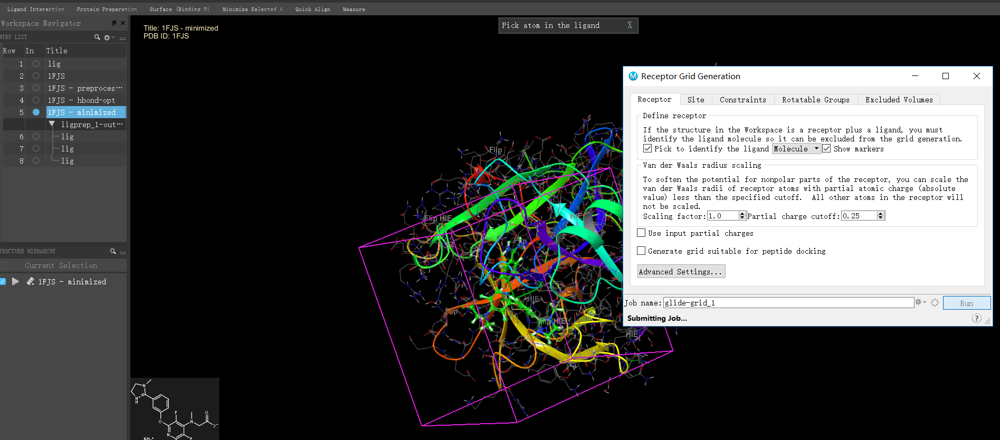 Ligand Interaction Protein Preparation Surface (Binding Si Minimize Selected A Quick Align Measure
Workspace Navigator
NTRY LIST
Row In Title
1 lig
2 1FJS
3 1FJS - preproces···
4 1FJS - hbond-opt
5 1FJS - minimized
ligprep_1-out···
6 lig
7 lig
8 lig
TRUCTURE HIERARCHY
Current Selection
1FJS - minimized
Title: 1FJS - minimized
PDB ID: 1FJS
Pick atom in the ligand X
Flip
Flip HIE
HIE
Flip
HIE
Flip
Flip HIE
HIE
N
N+
H
O
F
N
O
O-
N
F
NH4+
Receptor Grid Generation
Receptor Site Constraints Rotatable Groups Excluded Volumes
Define receptor
If the structure in the Workspace is a receptor plus a ligand, you must
identify the ligand molecule so it can be excluded from the grid generation.
Pick to identify the ligand Molecule Show markers
Van der Waals radius scaling
To soften the potential for nonpolar parts of the receptor, you can scale the
van der Waals radii of receptor atoms with partial atomic charge (absolute
value) less than the specified cutoff. All other atoms in the receptor will
not be scaled.
Scaling factor: 1.0 Partial charge cutoff: 0.25
Use input partial charges
Generate grid suitable for peptide docking
Advanced Settings...
Job name: glide-grid_1 Run
Submitting Job... ?